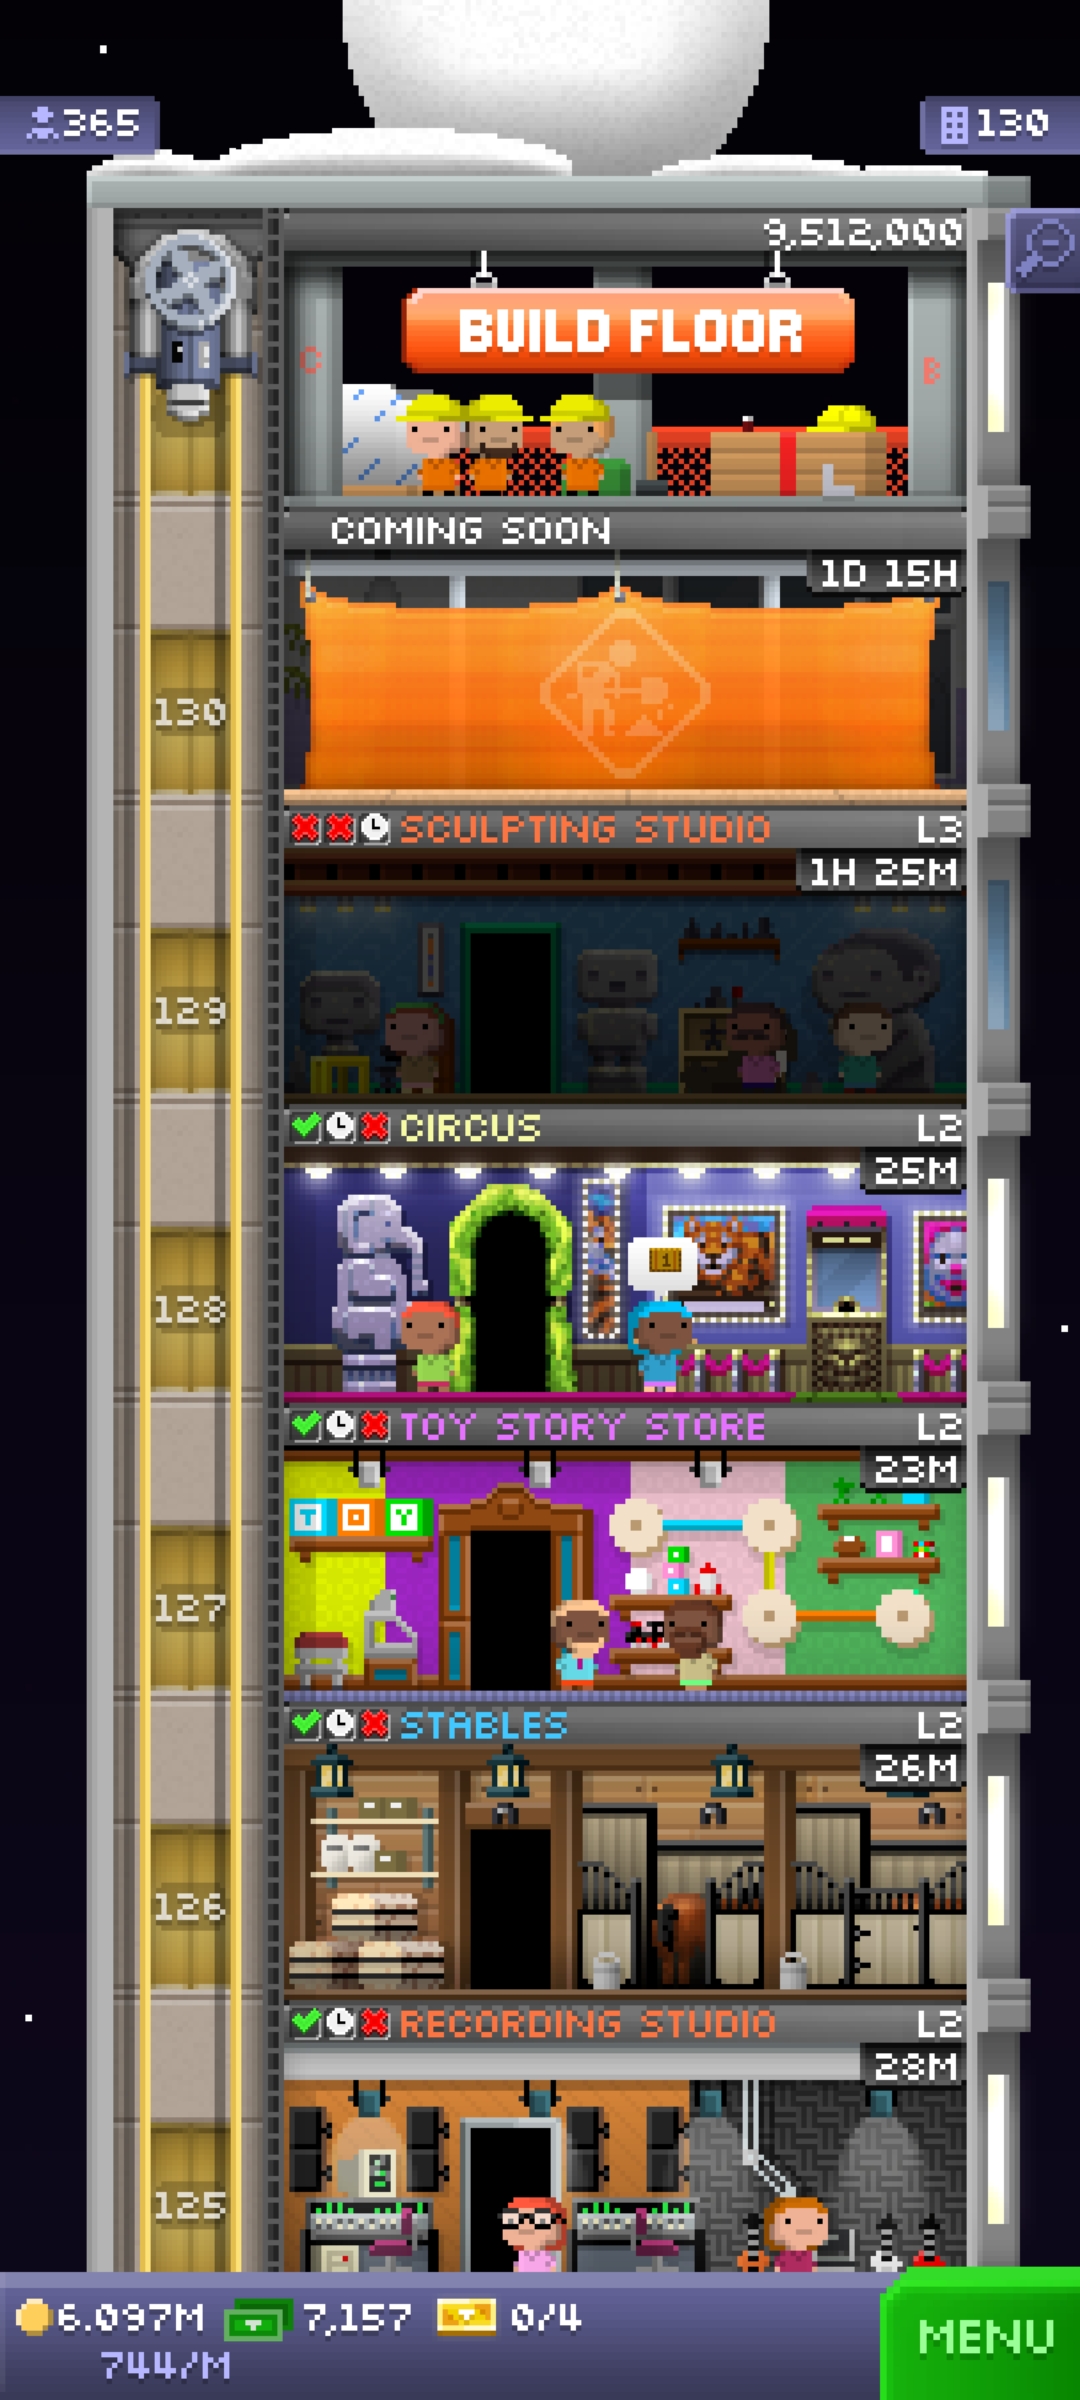 365
130
9,512,000
BUILD FLOOR
C
B
COMING SOON
1D 15H
130
SCULPTING STUDIO L3
1H 25M
129
CIRCUS L2
25M
1
128
TOY STORY STORE L2
23M
TOY
127
STABLES L2
26M
126
RECORDING STUDIO L2
28M
125
6.097M 7,157 0/4
744/M
MENU